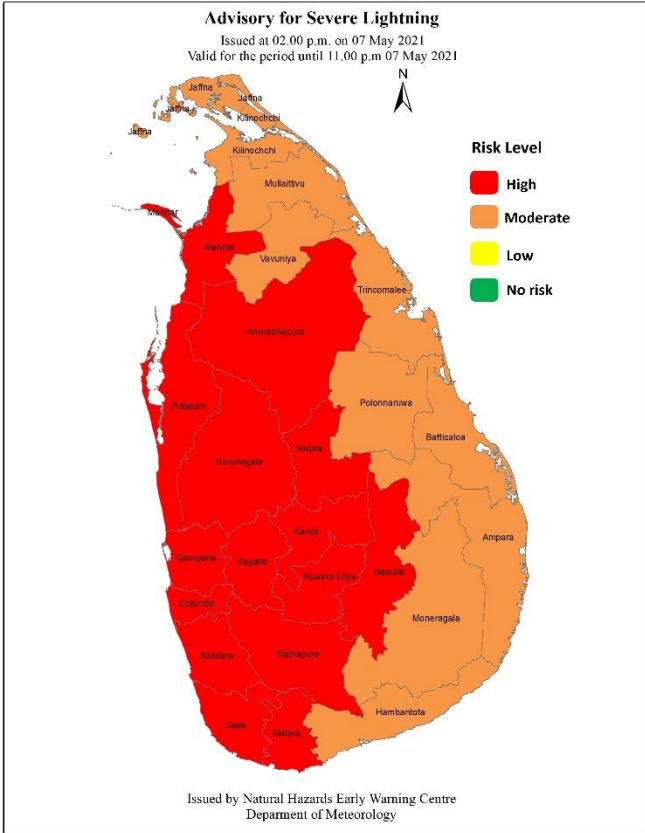 Advisory for Severe Lightning
Issued at 02.00 p.m. on 07 May 2021
Valid for the period until 11.00 p.m 07 May 2021
N
Jaffna
Jaffna
Jaffna
Kilinochchi
Jaffna
Kilinochchi
Risk Level
High
Moderate
Low
No risk
Mullaittivu
Mannar
Mannar
Vavuniya
Trincomalee
Anuradhapura
Polonnaruwa
Puttalam
Batticaloa
Matale
Kurunegala
Kandy
Ampara
Gampaha
Kegalle
Nuwara Eliya
Badulla
Colombo
Moneragala
Kalutara
Ratnapura
Hambantota
Galle
Matara
Issued by Natural Hazards Early Warning Centre
Deparment of Meteorology